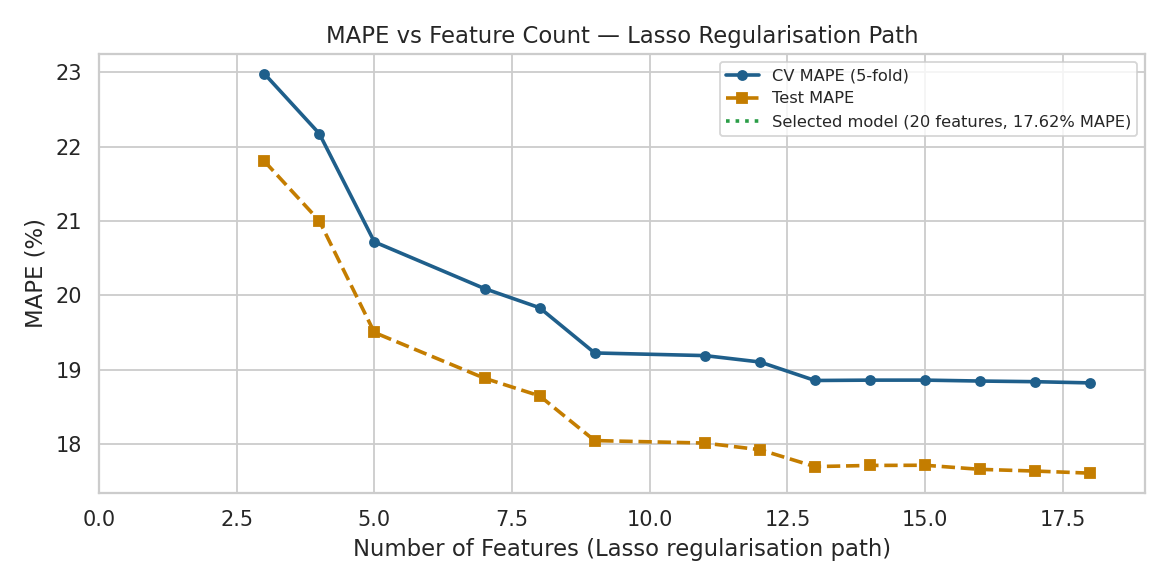 MAPE vs Feature Count — Lasso Regularisation Path
CV MAPE (5-fold)
Test MAPE
Selected model (20 features, 17.62% MAPE)
MAPE (%)
23
22
21
20
19
18
0.0 2.5 5.0 7.5 10.0 12.5 15.0 17.5
Number of Features (Lasso regularisation path)